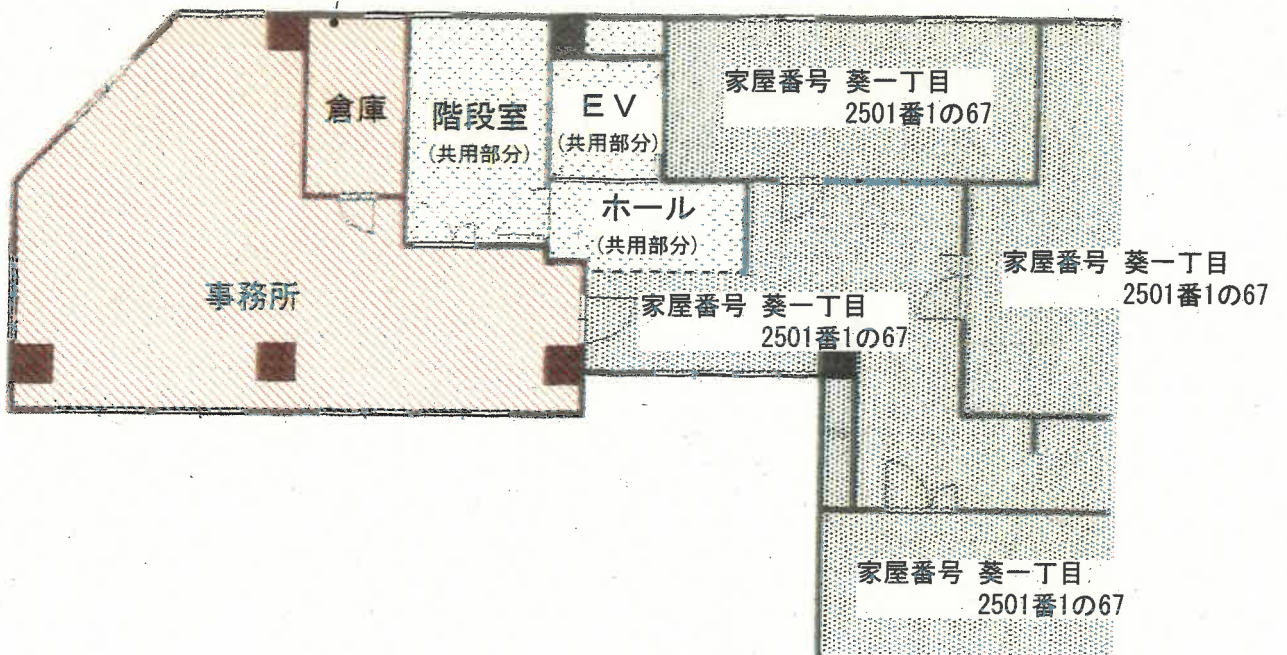 家屋番号 葵一丁目
2501番1の67
倉庫
階段室
(共用部分)
EV
(共用部分)
ホール
(共用部分)
家屋番号 葵一丁目
2501番1の67
事務所
家屋番号 葵一丁目
2501番1の67
家屋番号 葵一丁目
2501番1の67